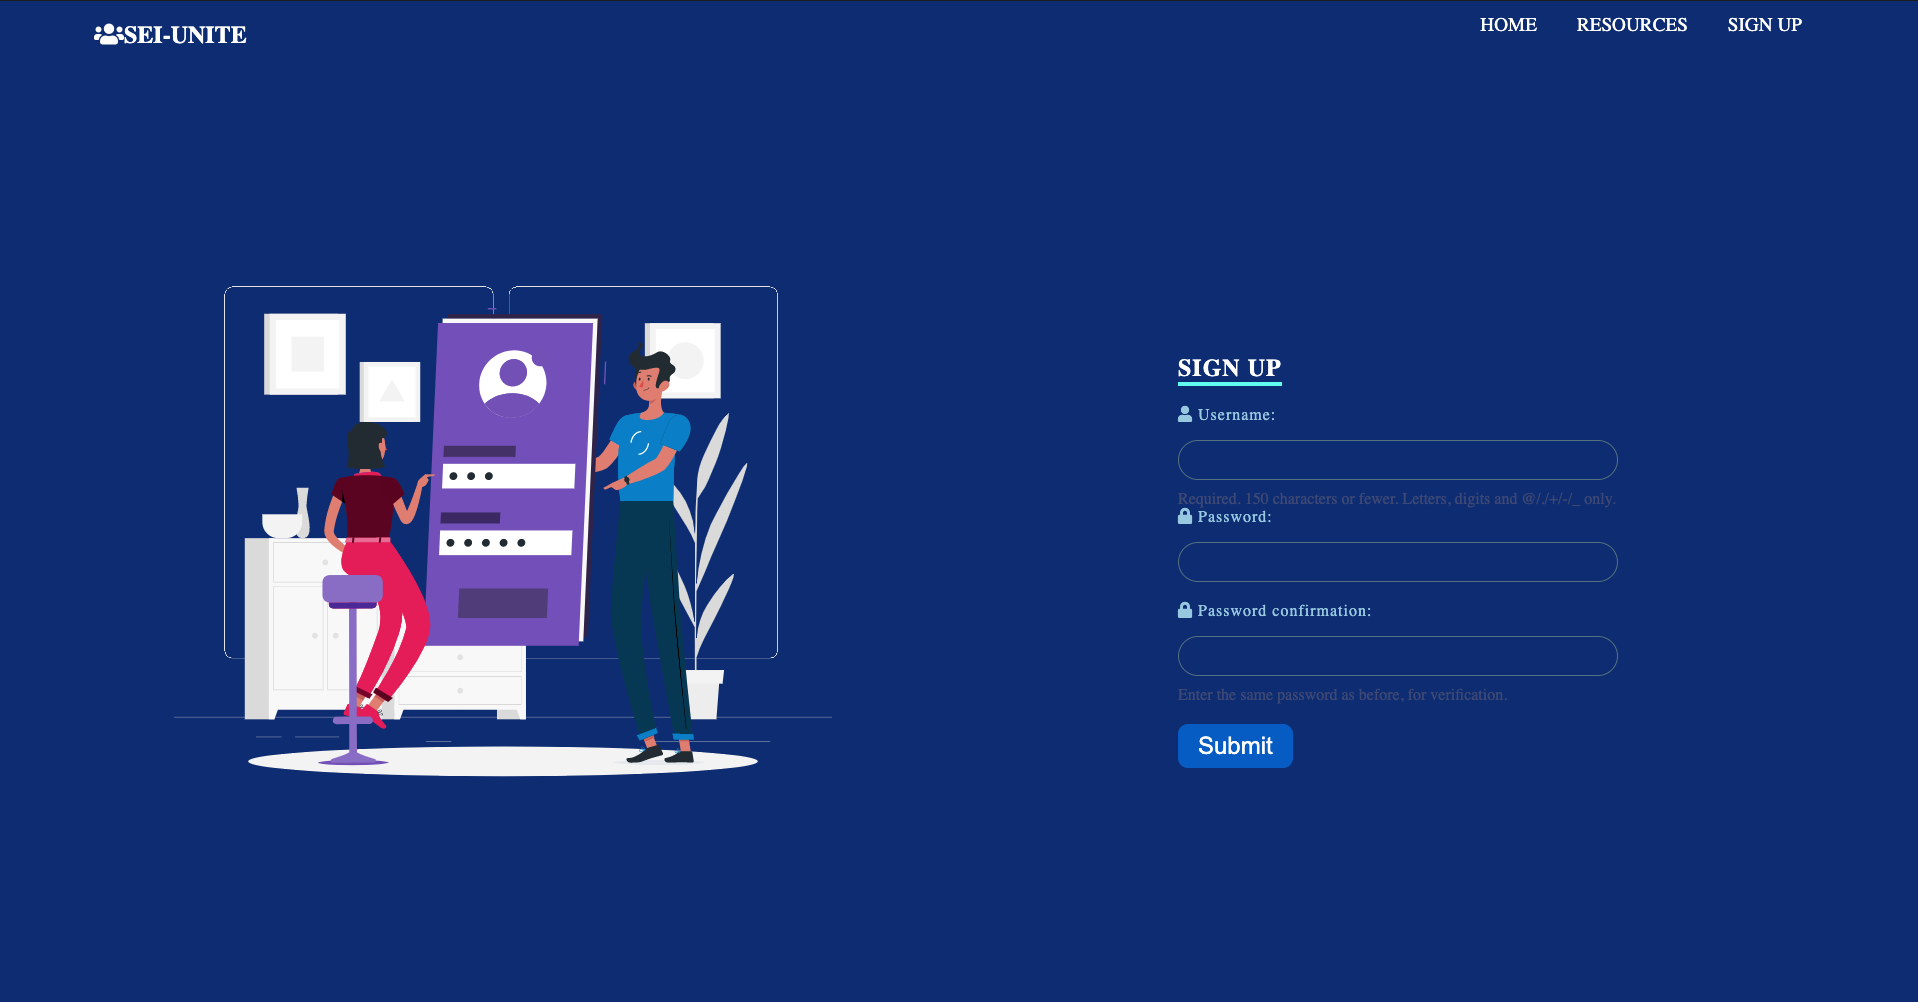 SEI-UNITE
HOME RESOURCES SIGN UP
SIGN UP
Username:
Required. 150 characters or fewer. Letters, digits and @/./+/-/_ only.
Password:
Password confirmation:
Enter the same password as before, for verification.
Submit